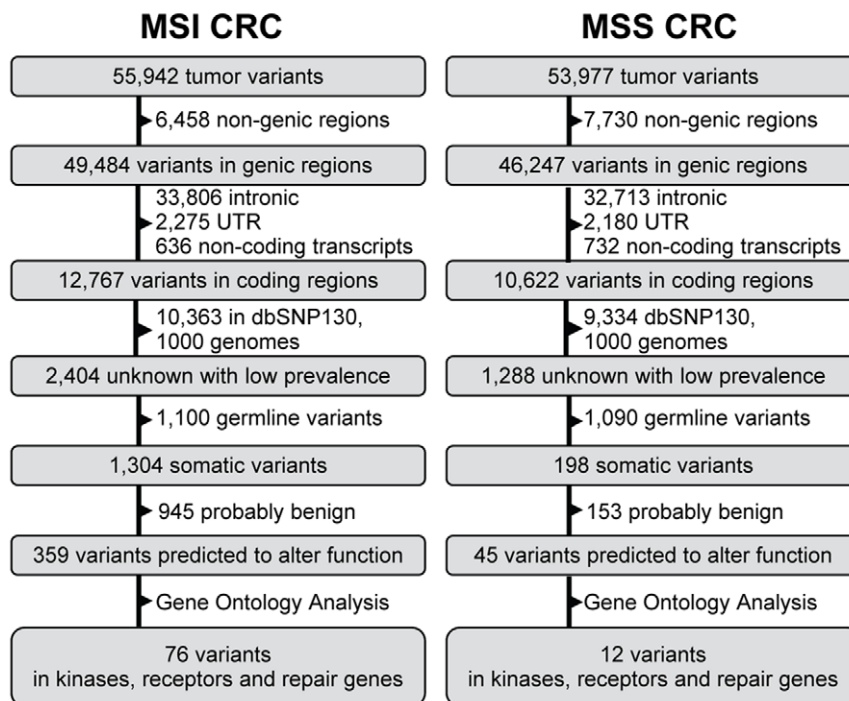 MSI CRC
55,942 tumor variants
6,458 non-genic regions
49,484 variants in genic regions
33,806 intronic
2,275 UTR
636 non-coding transcripts
12,767 variants in coding regions
10,363 in dbSNP130,
1000 genomes
2,404 unknown with low prevalence
1,100 germline variants
1,304 somatic variants
945 probably benign
359 variants predicted to alter function
Gene Ontology Analysis
76 variants
in kinases, receptors and repair genes
MSS CRC
53,977 tumor variants
7,730 non-genic regions
46,247 variants in genic regions
32,713 intronic
2,180 UTR
732 non-coding transcripts
10,622 variants in coding regions
9,334 dbSNP130,
1000 genomes
1,288 unknown with low prevalence
1,090 germline variants
198 somatic variants
153 probably benign
45 variants predicted to alter function
Gene Ontology Analysis
12 variants
in kinases, receptors and repair genes